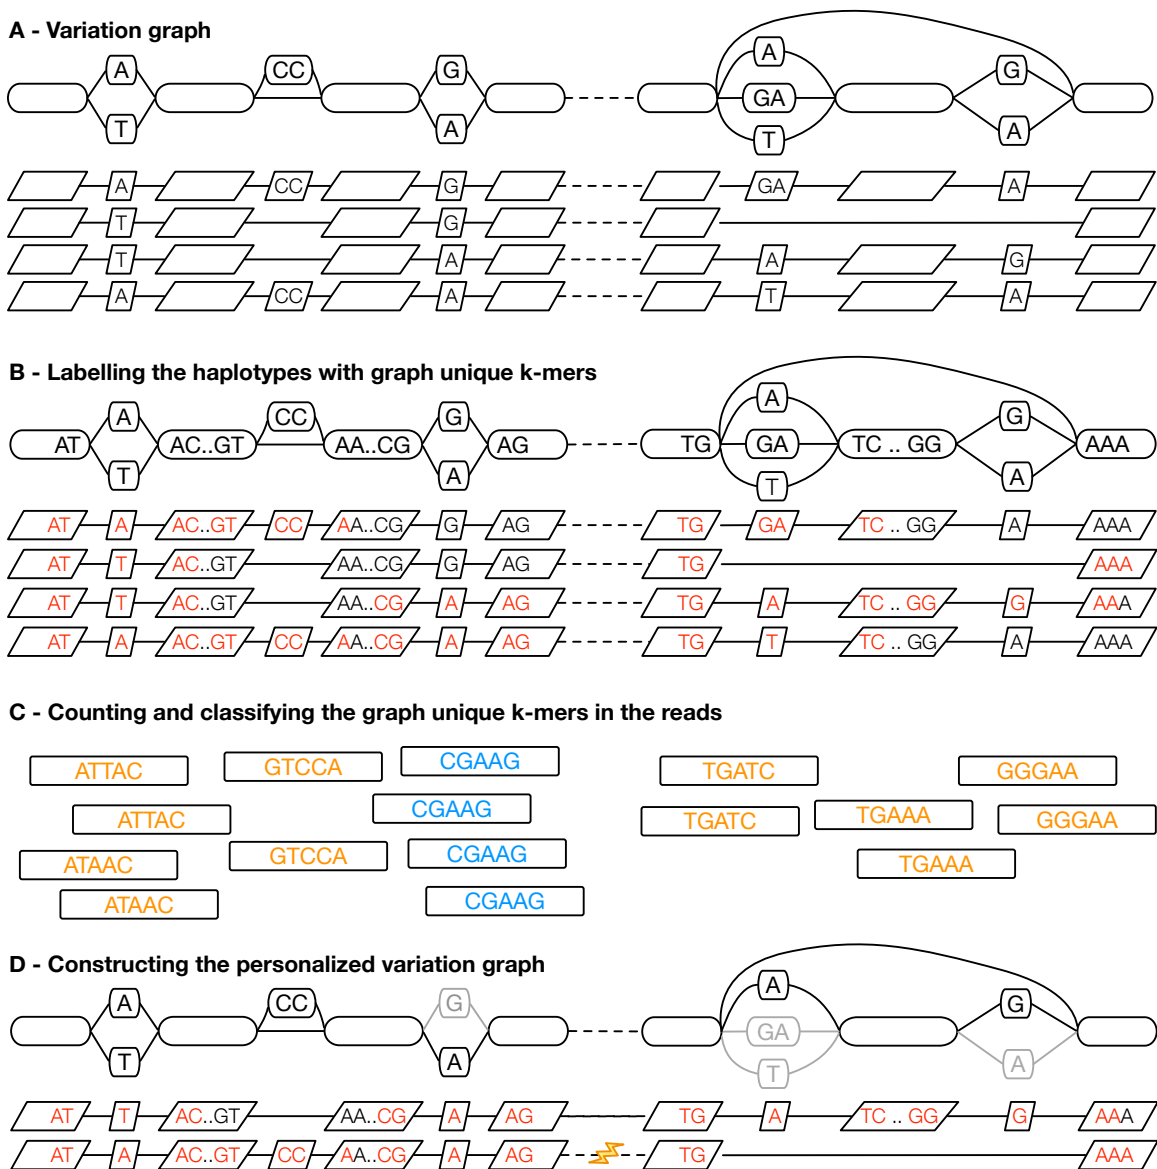 A - Variation graph
A CC G A G
GA
T A T A
A CC G GA A
T G
T A A G
A CC A T A
B - Labelling the haplotypes with graph unique k-mers
A CC G A G
AT AC..GT AA..CG AG TG GA TC .. GG AAA
T A T A
AT A AC..GT CC AA..CG G AG TG GA TC .. GG A AAA
AT T AC..GT AA..CG G AG TG AAA
AT T AC..GT AA..CG A AG TG A TC .. GG G AAA
AT A AC..GT CC AA..CG A AG TG T TC .. GG A AAA
C - Counting and classifying the graph unique k-mers in the reads
ATTAC GTCCA CGAAG TGATC GGGAA
ATTAC CGAAG TGATC TGAAA GGGAA
ATAAC GTCCA CGAAG TGAAA
ATAAC CGAAG
D - Constructing the personalized variation graph
A CC G A G
GA
T A T A
AT T AC..GT AA..CG A AG TG A TC .. GG G AAA
AT A AC..GT CC AA..CG A AG TG AAA